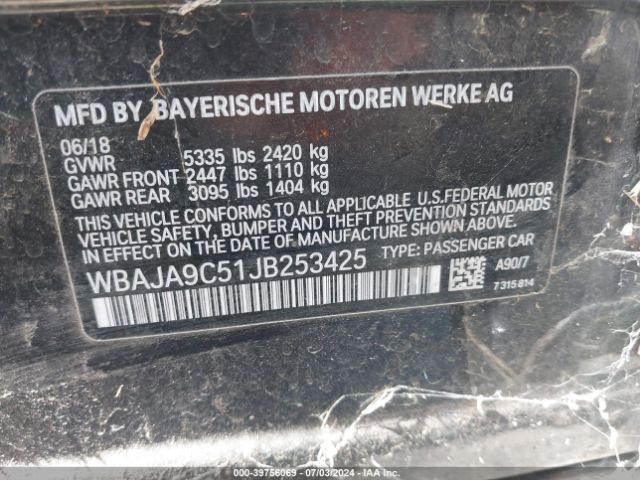 MFD BY BAYERISCHE MOTOREN WERKE AG
06/18
GVWR 5335 lbs 2420 kg
GAWR FRONT 2447 lbs 1110 kg
GAWR REAR 3095 lbs 1404 kg
THIS VEHICLE CONFORMS TO ALL APPLICABLE U.S.FEDERAL MOTOR
VEHICLE SAFETY, BUMPER AND THEFT PREVENTION STANDARDS
IN EFFECT ON THE DATE OF MANUFACTURE SHOWN ABOVE.
WBAJA9C51JB253425 TYPE: PASSENGER CAR
A90/7
7 315 814
000-39756069 - 07/03/2024 - IAA Inc.